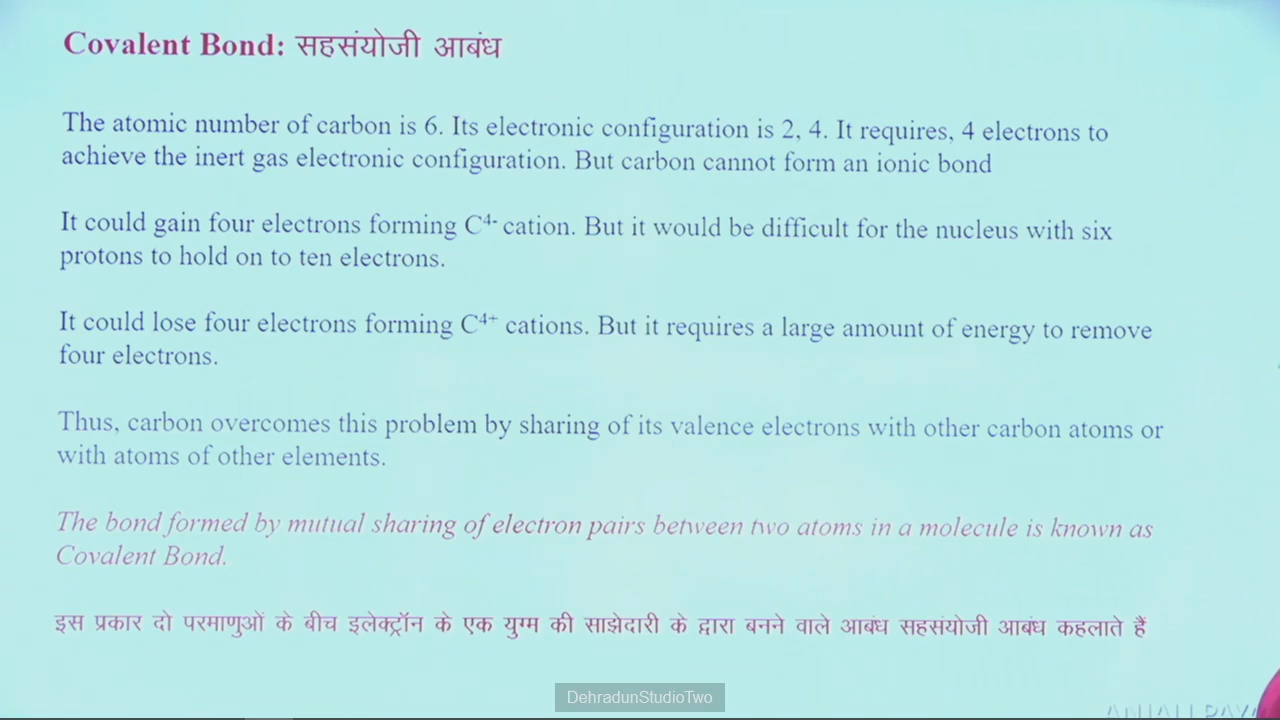 Covalent Bond: सहसंयोजी आबंध
The atomic number of carbon is 6. Its electronic configuration is 2, 4. It requires, 4 electrons to
achieve the inert gas electronic configuration. But carbon cannot form an ionic bond
It could gain four electrons forming C⁴⁻ cation. But it would be difficult for the nucleus with six
protons to hold on to ten electrons.
It could lose four electrons forming C⁴⁺ cations. But it requires a large amount of energy to remove
four electrons.
Thus, carbon overcomes this problem by sharing of its valence electrons with other carbon atoms or
with atoms of other elements.
The bond formed by mutual sharing of electron pairs between two atoms in a molecule is known as
Covalent Bond.
इस प्रकार दो परमाणुओं के बीच इलेक्ट्रॉन के एक युग्म की साझेदारी के द्वारा बनने वाले आबंध सहसंयोजी आबंध कहलाते हैं
DehradunStudioTwo